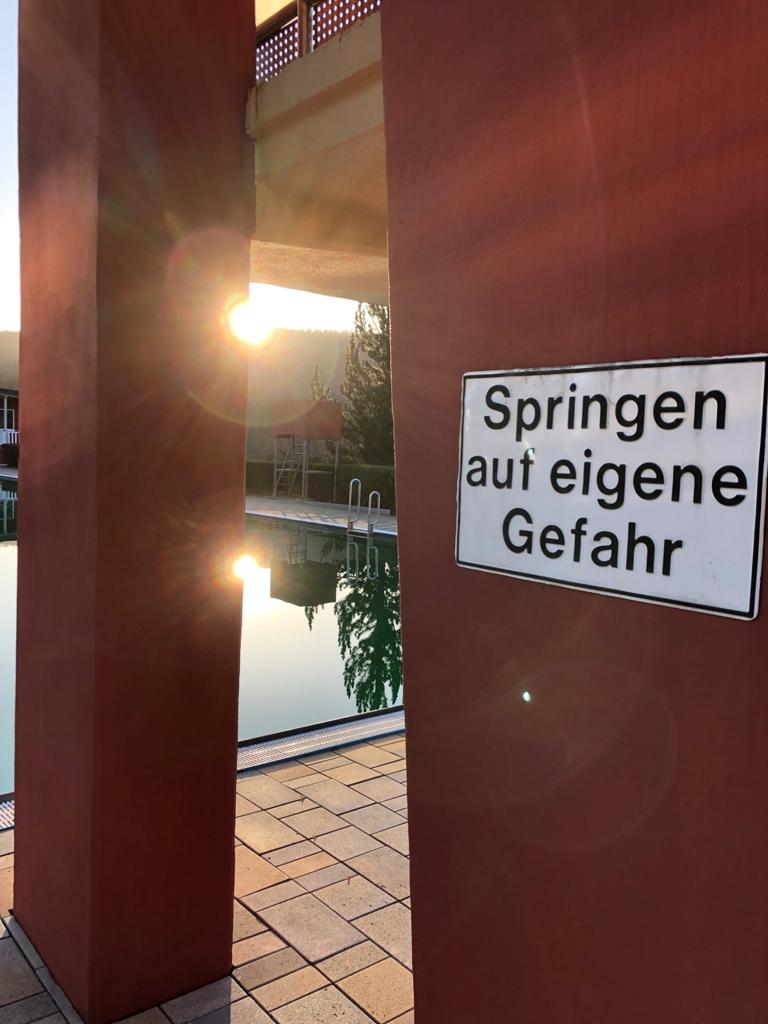 Springen
auf eigene
Gefahr